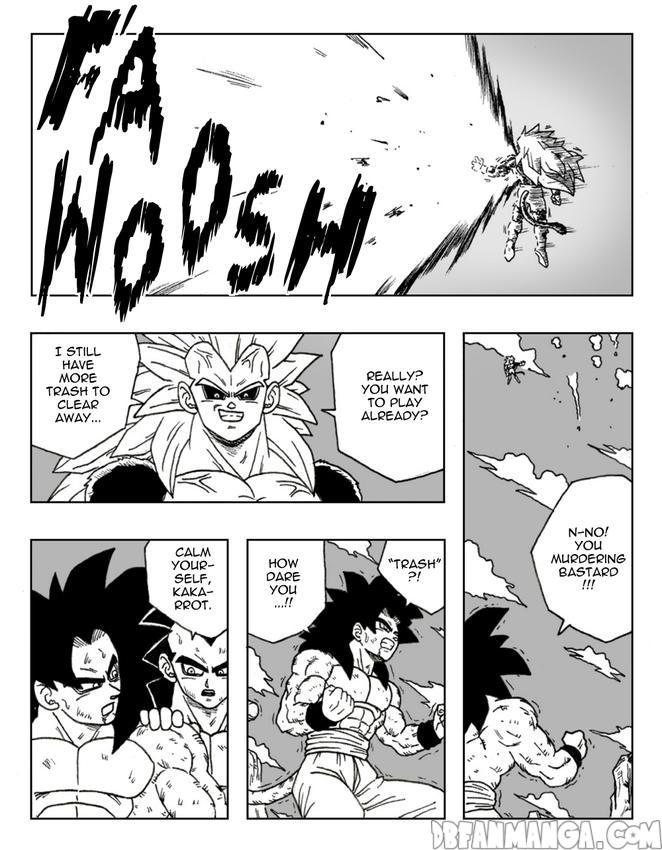 FA
WOOSH
N-NO!
YOU
MURDERING
BASTARD
!!!
REALLY?
YOU WANT
TO PLAY
ALREADY?
I STILL
HAVE
MORE
TRASH TO
CLEAR
AWAY...
"TRASH"
?!
HOW
DARE
YOU
...!!
CALM
YOUR-
SELF,
KAKA-
RROT.
DBFANMANGA.COM